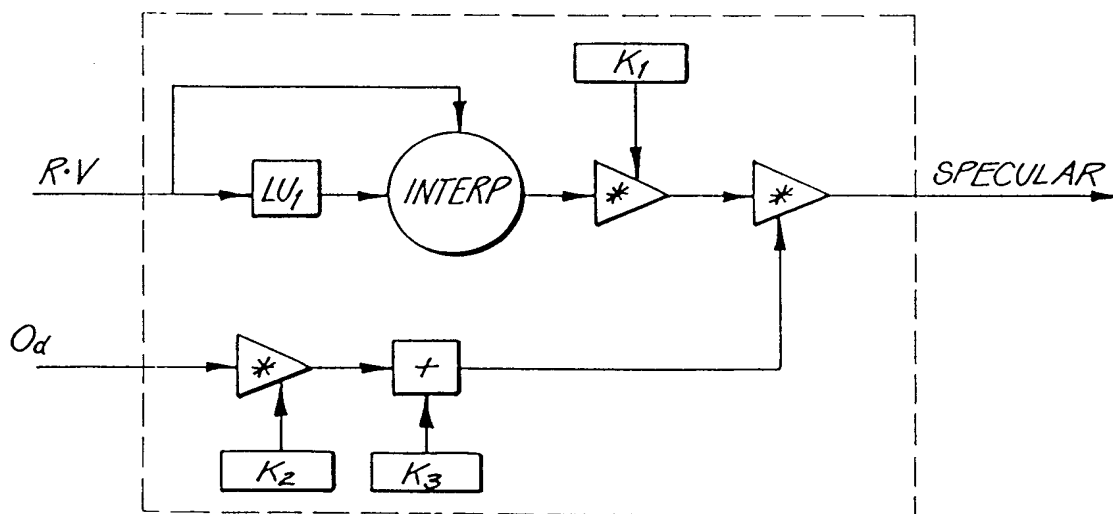 K₁
R·V
LU₁
INTERP
*
*
SPECULAR
Od
*
+
K₂
K₃